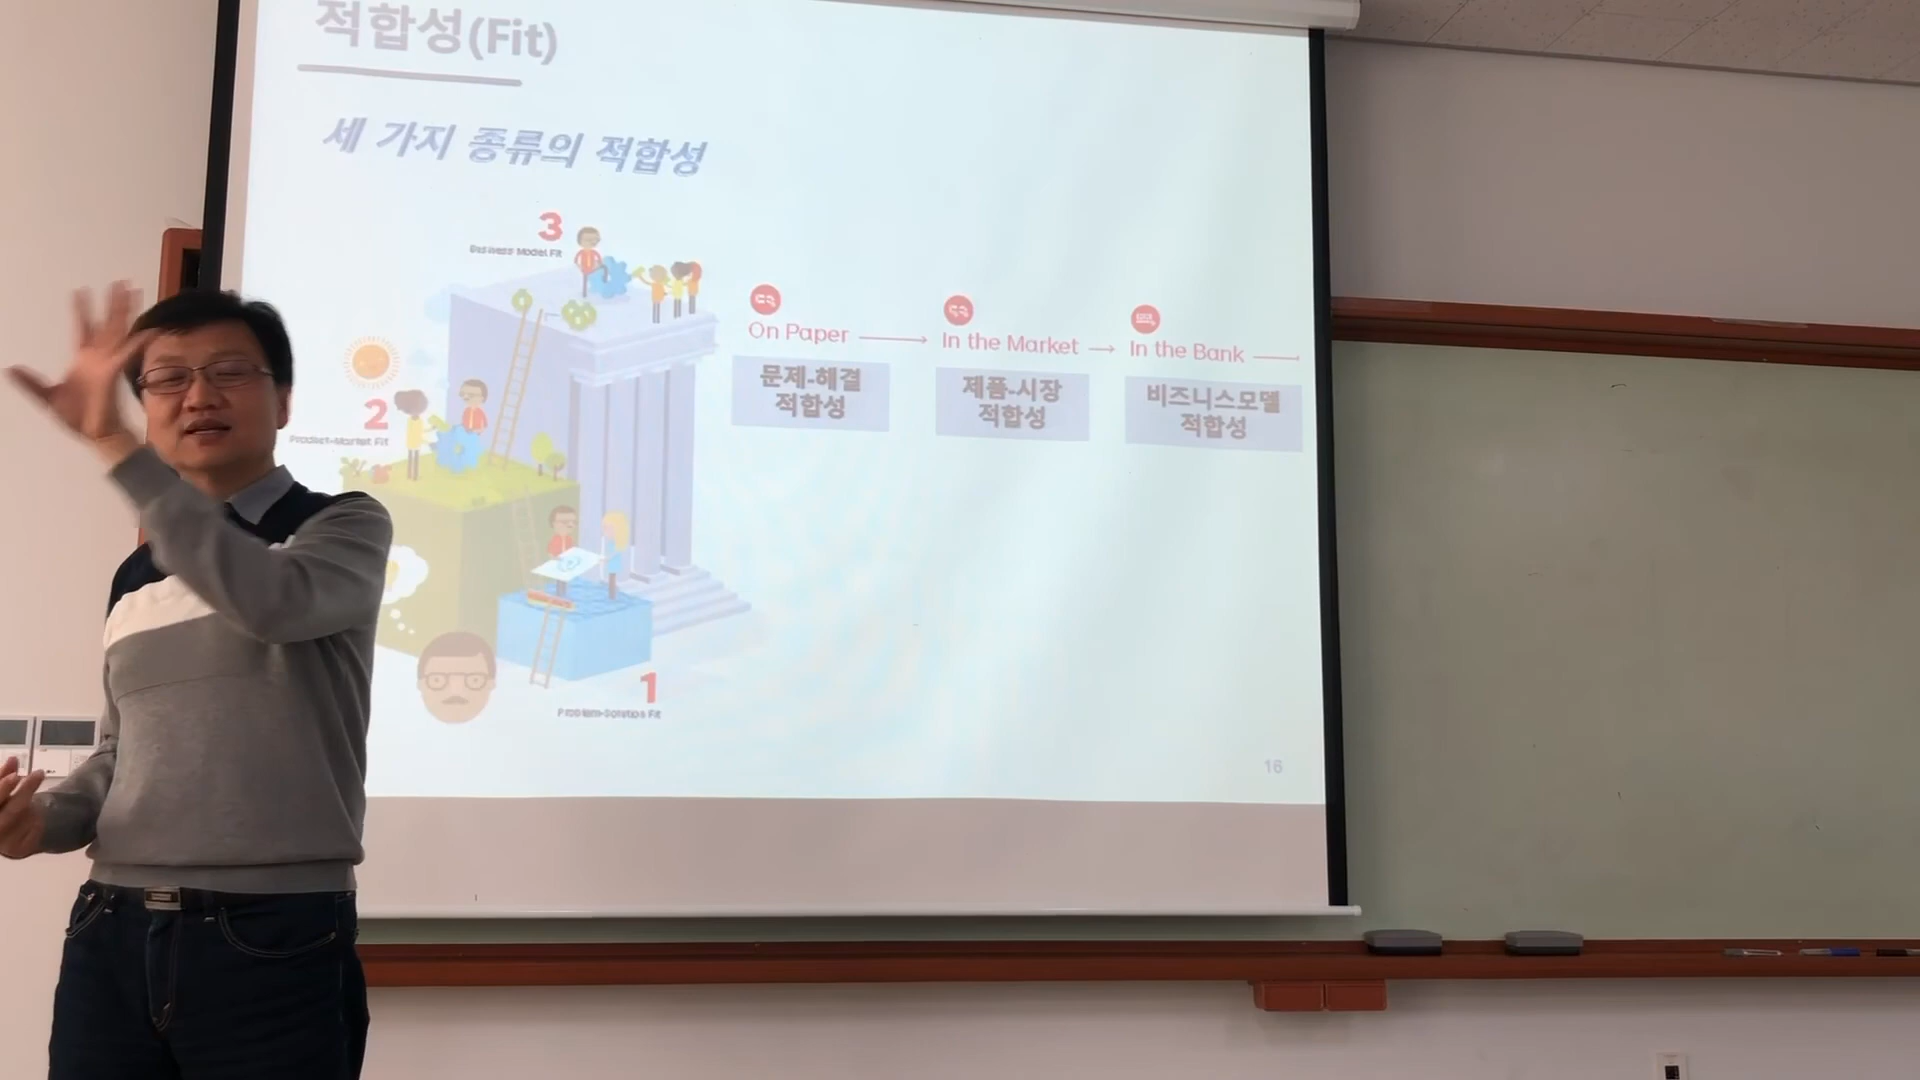 적합성(Fit)
세 가지 종류의 적합성
3
Business Model Fit
2
Product-Market Fit
1
Problem-Solution Fit
On Paper
In the Market
In the Bank
문제-해결
적합성
제품-시장
적합성
비즈니스모델
적합성
16